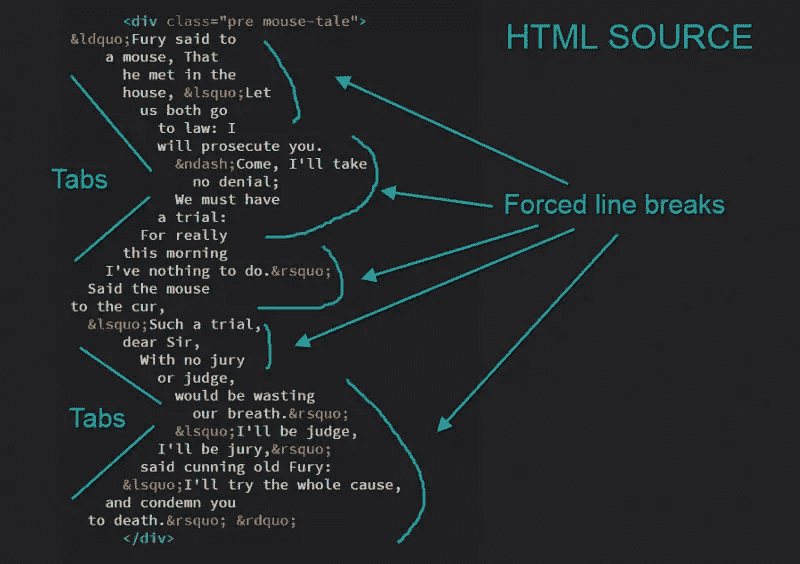 <div class="pre mouse-tale">
HTML SOURCE
&ldquo;Fury said to
a mouse, That
he met in the
house, &lsquo;Let
us both go
to law: I
will prosecute you.
&ndash;Come, I'll take
Tabs
no denial;
We must have
Forced line breaks
a trial:
For really
this morning
I've nothing to do.&rsquo;
Said the mouse
to the cur,
&lsquo;Such a trial,
dear Sir,
With no jury
or judge,
would be wasting
Tabs
our breath.&rsquo;
&lsquo;I'll be judge,
I'll be jury,&rsquo;
said cunning old Fury:
&lsquo;I'll try the whole cause,
and condemn you
to death.&rsquo; &rdquo;
</div>